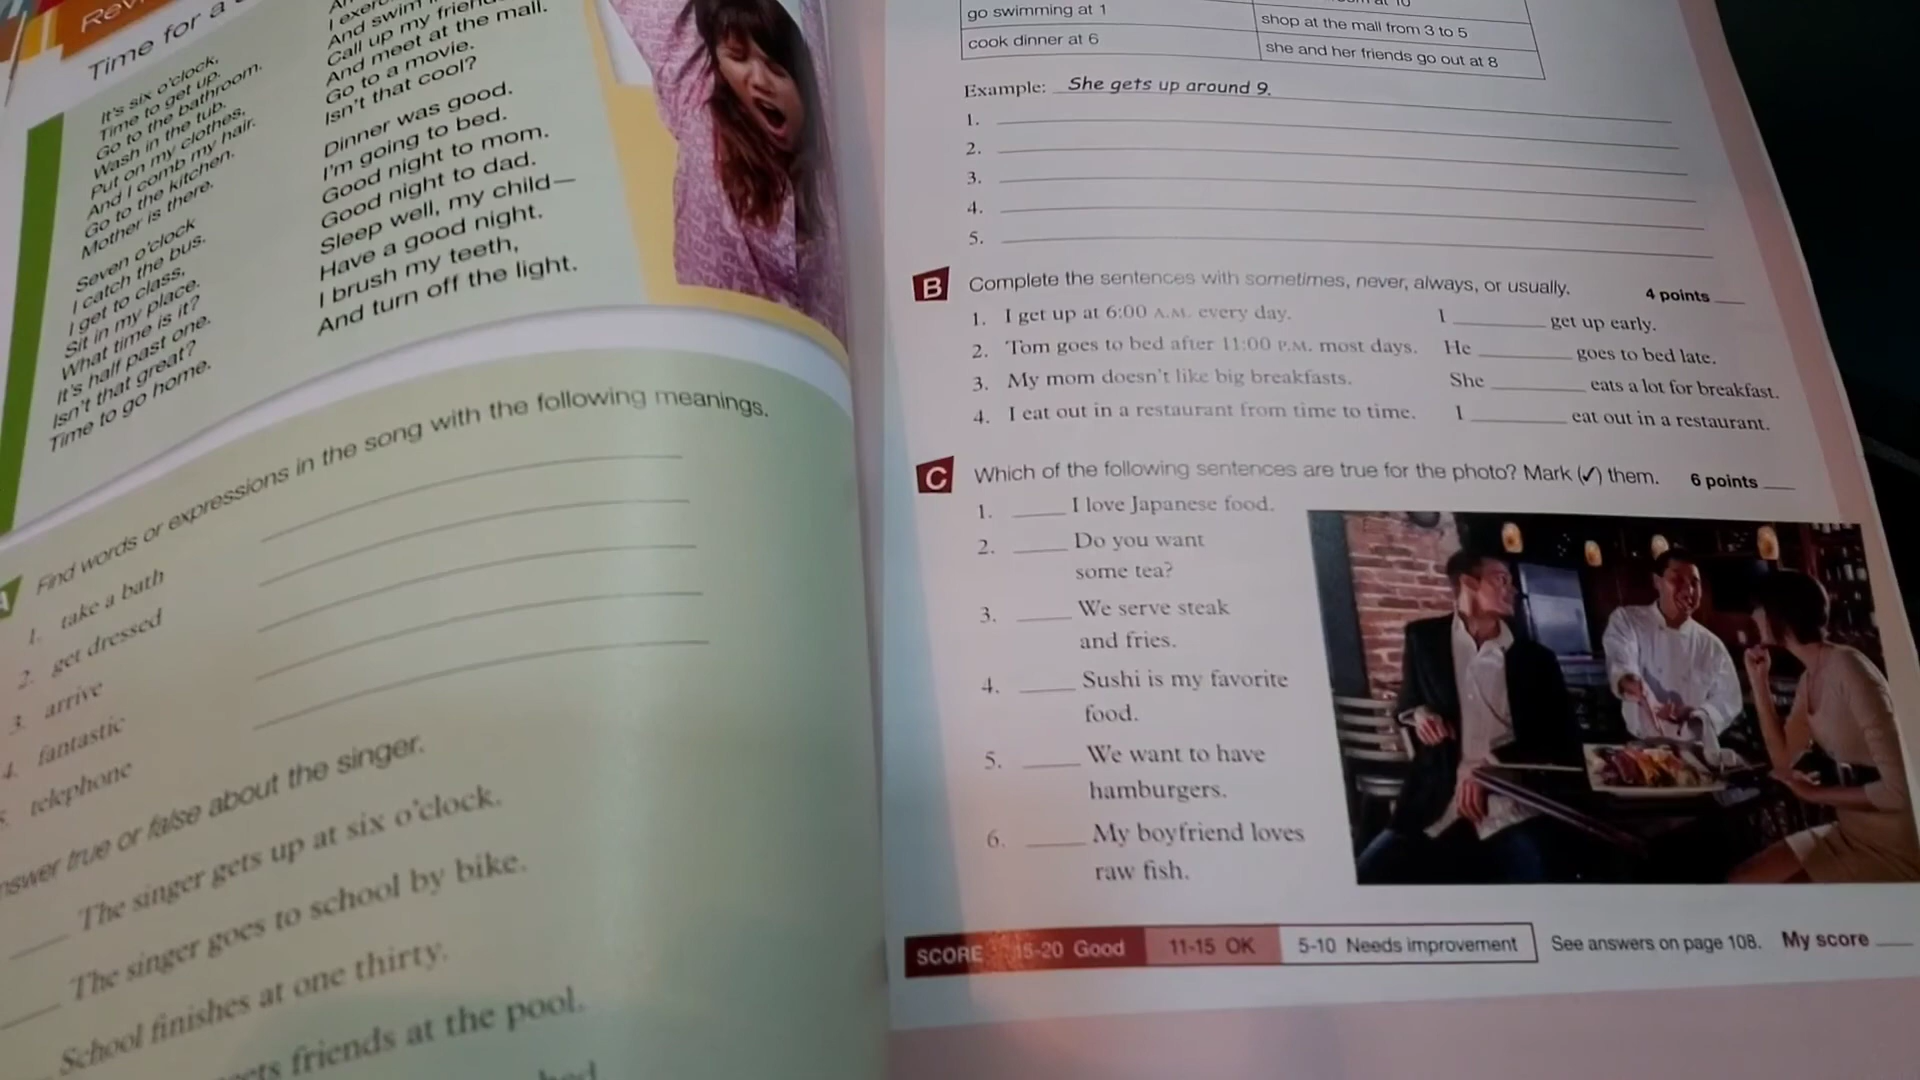 Time for a
It's six o'clock,
Time to get up.
Go to the bathroom.
Wash in the tub.
Put on my clothes,
And I comb my hair.
Go to the kitchen.
Mother is there.
Seven o'clock
I catch the bus.
I get to class,
Sit in my place.
What time is it?
It's half past one.
Isn't that great?
Time to go home.
And swim
Call up my
And meet at the mall.
Go to a movie.
Isn't that cool?
Dinner was good.
I'm going to bed.
Good night to mom.
Good night to dad.
Sleep well, my child—
Have a good night.
I brush my teeth,
And turn off the light.
Find words or expressions in the song with the following meanings.
1. take a bath
2. get dressed
3. arrive
4. fantastic
5. telephone
true or false about the singer.
The singer gets up at six o'clock.
The singer goes to school by bike.
School finishes at one thirty.
friends at the pool.
go swimming at 1
shop at the mall from 3 to 5
cook dinner at 6
she and her friends go out at 8
Example: She gets up around 9.
1.
2.
3.
4.
5.
B Complete the sentences with sometimes, never, always, or usually. 4 points
1. I get up at 6:00 A.M. every day. I get up early.
2. Tom goes to bed after 11:00 P.M. most days. He goes to bed late.
3. My mom doesn't like big breakfasts. She eats a lot for breakfast.
4. I eat out in a restaurant from time to time. I eat out in a restaurant.
C Which of the following sentences are true for the photo? Mark (✓) them. 6 points
1. I love Japanese food.
2. Do you want
some tea?
3. We serve steak
and fries.
4. Sushi is my favorite
food.
5. We want to have
hamburgers.
6. My boyfriend loves
raw fish.
SCORE 15-20 Good 11-15 OK 5-10 Needs improvement See answers on page 108. My score